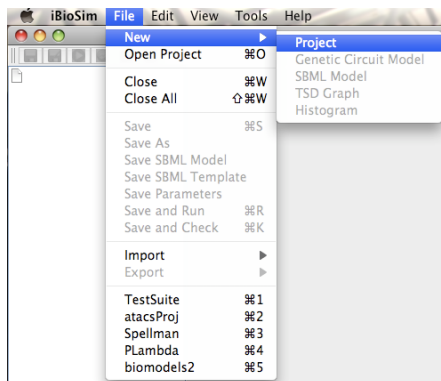 iBioSim File Edit View Tools Help
New
Open Project ⌘O
Close ⌘W
Close All ⇧⌘W
Save ⌘S
Save As
Save SBML Model
Save SBML Template
Save Parameters
Save and Run ⌘R
Save and Check ⌘K
Import
Export
TestSuite ⌘1
atacsProj ⌘2
Spellman ⌘3
PLambda ⌘4
biomodels2 ⌘5
Project
Genetic Circuit Model
SBML Model
TSD Graph
Histogram